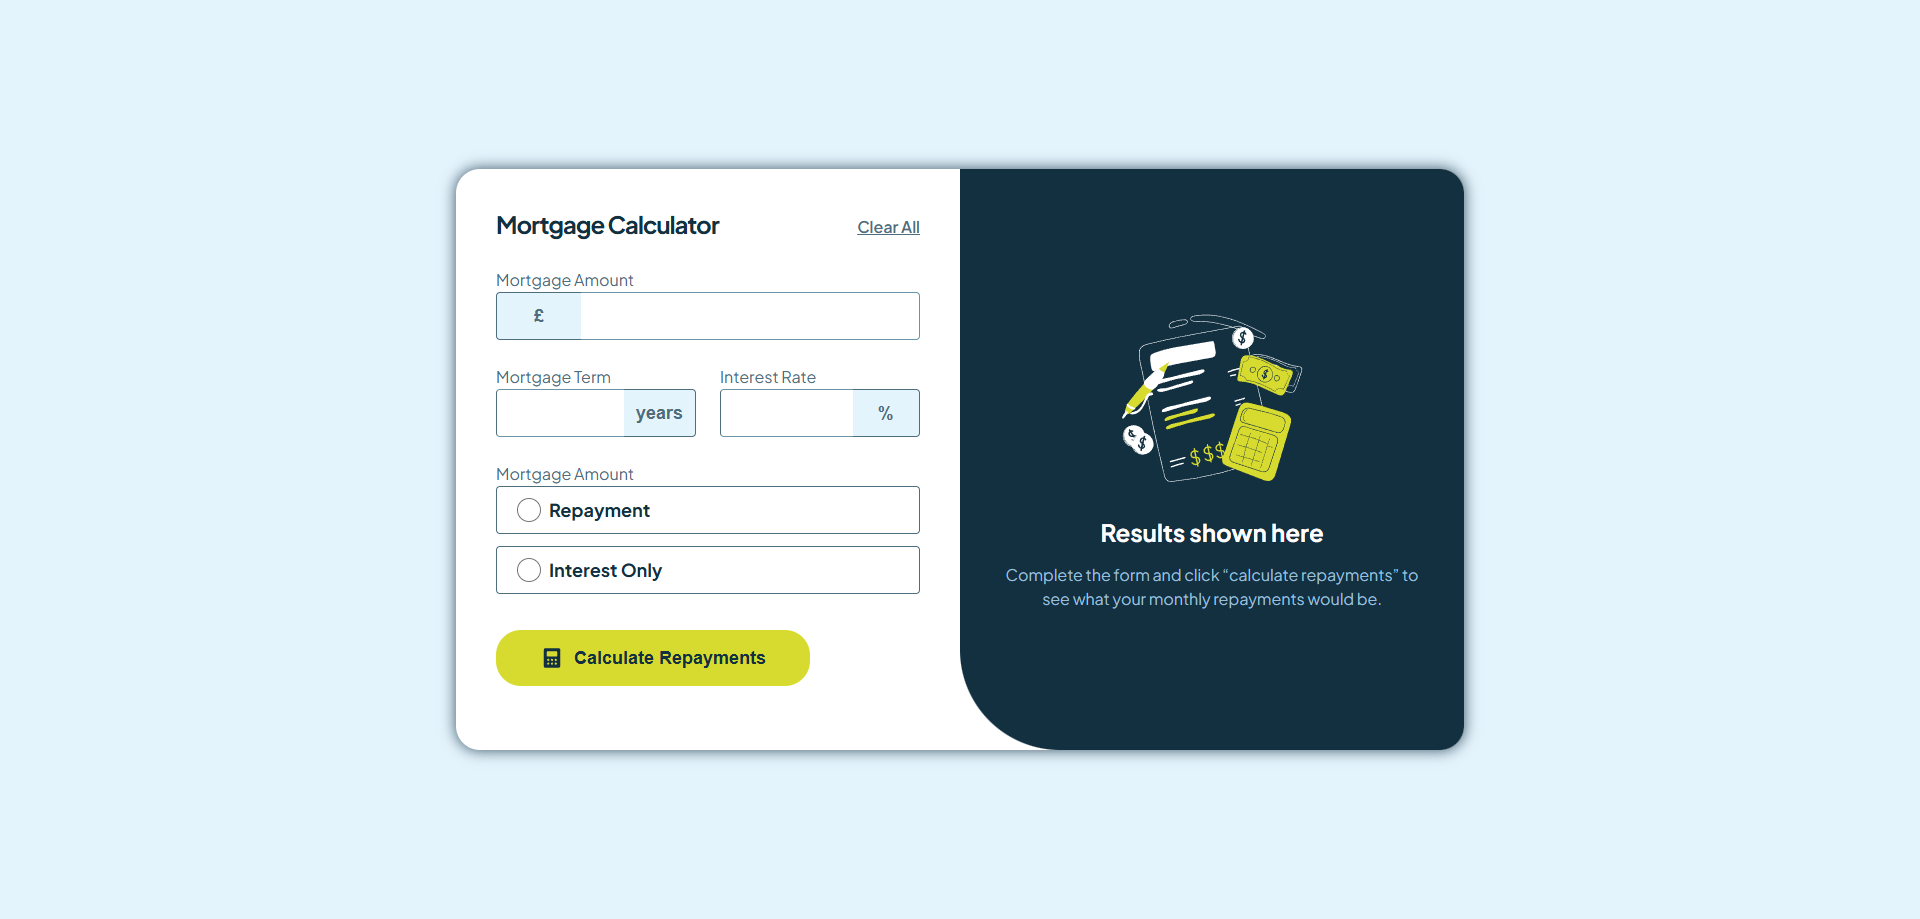 Mortgage Calculator
Clear All
Mortgage Amount
£
Mortgage Term
Interest Rate
years
%
Mortgage Amount
Repayment
Interest Only
Calculate Repayments
$
$
$
$
$$$
Results shown here
Complete the form and click “calculate repayments” to
see what your monthly repayments would be.